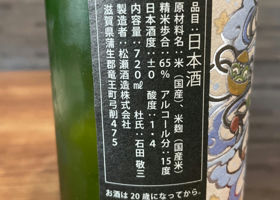 品目：日本酒
原材料名：米（国産）、米麹（国産米）
精米歩合：65％ アルコール分：15度
日本酒度：±0 酸度：1.4
内容量：720ml 杜氏：石田敬三
製造者：松瀬酒造株式会社
滋賀県蒲生郡竜王町弓削475
お酒は20歳になってから。